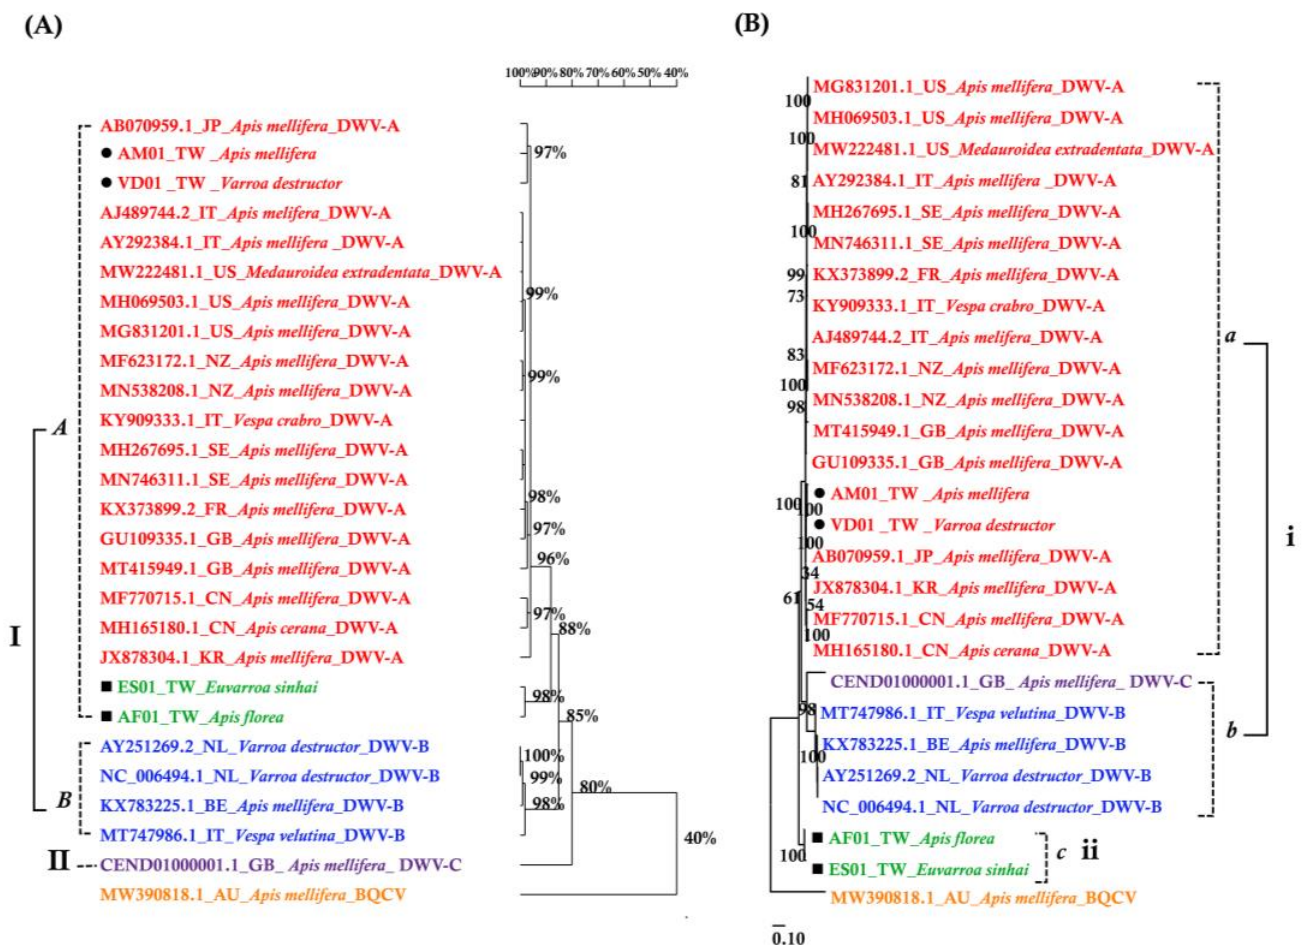 (A)
100%90%80%70%60%50%40%
AB070959.1_JP_Apis mellifera_DWV-A
● AM01_TW _Apis mellifera
● VD01 _TW _Varroa destructor
AJ489744.2_IT_Apis mellifera_DWV-A
AY292384.1_IT_Apis mellifera _DWV-A
MW222481.1_US_Medauroidea extradentata_DWV-A
MH069503.1_US_Apis mellifera_DWV-A
MG831201.1_US_Apis mellifera_DWV-A
MF623172.1_NZ_Apis mellifera_DWV-A
MN538208.1_NZ_Apis mellifera_DWV-A
KY909333.1_IT_Vespa crabro_DWV-A
MH267695.1_SE_Apis mellifera_DWV-A
MN746311.1_SE_Apis mellifera_DWV-A
KX373899.2_FR_Apis mellifera_DWV-A
GU109335.1_GB_Apis mellifera_DWV-A
MT415949.1_GB_Apis mellifera_DWV-A
MF770715.1_CN_Apis mellifera_DWV-A
MH165180.1_CN_Apis cerana_DWV-A
JX878304.1_KR_Apis mellifera_DWV-A
■ ES01_TW_Euvarroa sinhai
■ AF01_TW_Apis florea
AY251269.2_NL_Varroa destructor_DWV-B
NC_006494.1_NL_Varroa destructor_DWV-B
KX783225.1_BE_Apis mellifera_DWV-B
MT747986.1_IT_Vespa velutina_DWV-B
CEND01000001.1_GB_ Apis mellifera_ DWV-C
MW390818.1_AU_Apis mellifera_BQCV
A
I
B
II
97%
99%
99%
98%
97%
96%
97%
88%
98%
85%
100%
99%
80%
98%
40%
(B)
MG831201.1_US_Apis mellifera_DWV-A
MH069503.1_US_Apis mellifera_DWV-A
MW222481.1_US_Medauroidea extradentata_DWV-A
AY292384.1_IT_Apis mellifera _DWV-A
MH267695.1_SE_Apis mellifera_DWV-A
MN746311.1_SE_Apis mellifera_DWV-A
KX373899.2_FR_Apis mellifera_DWV-A
KY909333.1_IT_Vespa crabro_DWV-A
AJ489744.2_IT_Apis mellifera_DWV-A
MF623172.1_NZ_Apis mellifera_DWV-A
MN538208.1_NZ_Apis mellifera_DWV-A
MT415949.1_GB_Apis mellifera_DWV-A
GU109335.1_GB_Apis mellifera_DWV-A
● AM01_TW _Apis mellifera
● VD01 _TW _Varroa destructor
AB070959.1_JP_Apis mellifera_DWV-A
JX878304.1_KR_Apis mellifera_DWV-A
MF770715.1_CN_Apis mellifera_DWV-A
MH165180.1_CN_Apis cerana_DWV-A
CEND01000001.1_GB_ Apis mellifera_ DWV-C
MT747986.1_IT_Vespa velutina_DWV-B
KX783225.1_BE_Apis mellifera_DWV-B
AY251269.2_NL_Varroa destructor_DWV-B
NC_006494.1_NL_Varroa destructor_DWV-B
■ AF01_TW_Apis florea
■ ES01_TW_Euvarroa sinhai
MW390818.1_AU_Apis mellifera_BQCV
100
100
81
100
99
73
83
100
98
100
100
100
34
61
54
100
98
100
100
a
i
b
c ii
0.10